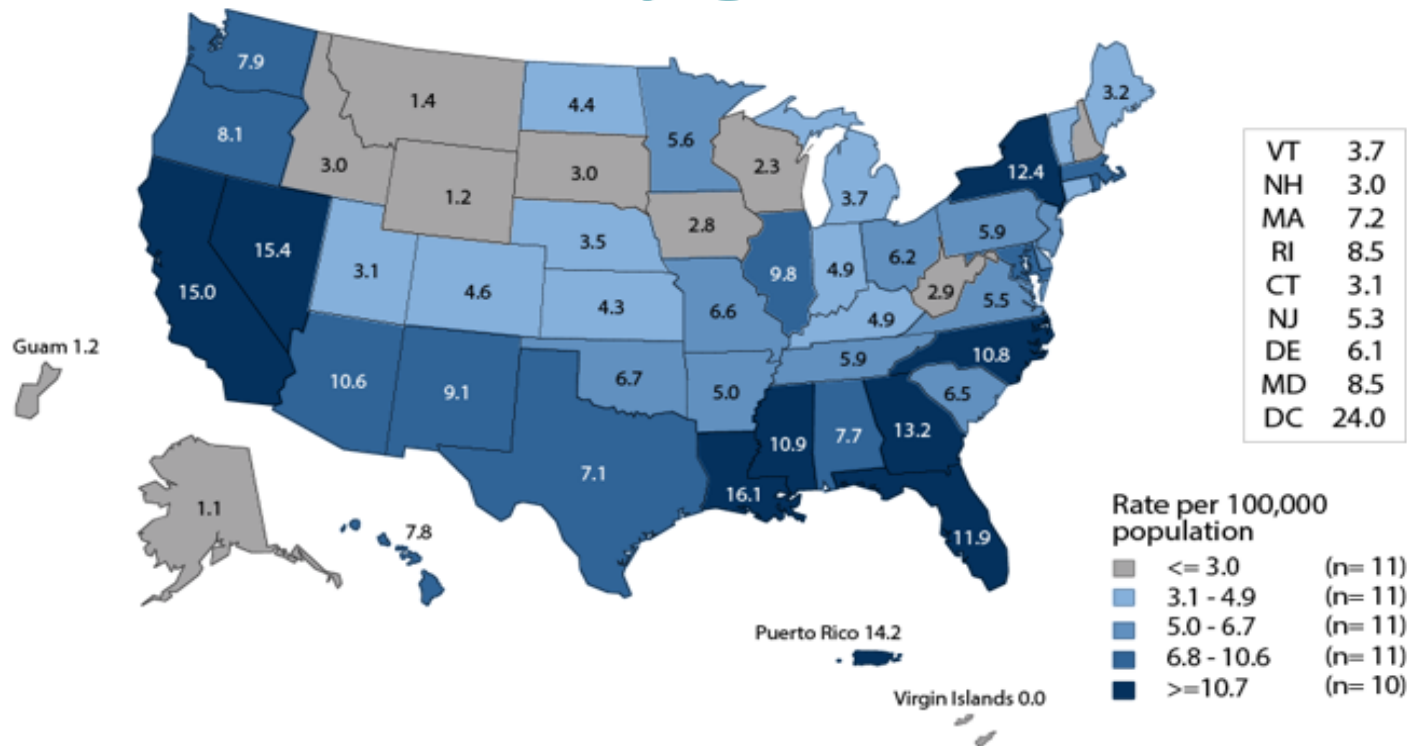 7.9
1.4
4.4
3.2
8.1
5.6
3.0
3.0
2.3
12.4
1.2
3.7
2.8
5.9
15.4
3.5
6.2
3.1
9.8
4.9
15.0
4.6
2.9
5.5
4.3
6.6
4.9
Guam 1.2
5.9
10.8
10.6
6.7
9.1
5.0
6.5
10.9
7.7
13.2
7.1
16.1
1.1
7.8
11.9
Puerto Rico 14.2
Virgin Islands 0.0
VT 3.7
NH 3.0
MA 7.2
RI 8.5
CT 3.1
NJ 5.3
DE 6.1
MD 8.5
DC 24.0
Rate per 100,000
population
<= 3.0 (n= 11)
3.1 - 4.9 (n= 11)
5.0 - 6.7 (n= 11)
6.8 - 10.6 (n= 11)
>=10.7 (n= 10)